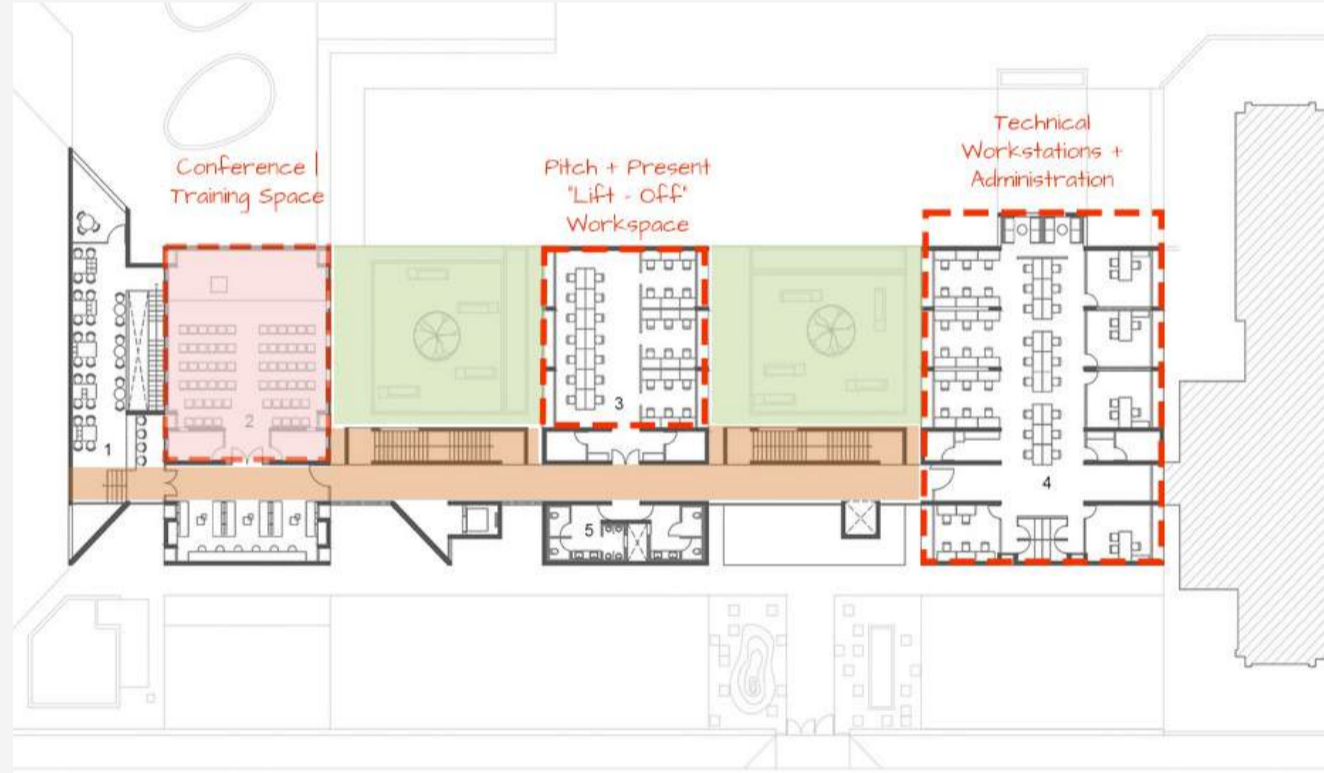 Technical
Workstations +
Administration
Conference |
Training Space
Pitch + Present
"Lift - Off"
Workspace
1
2
3
4
5